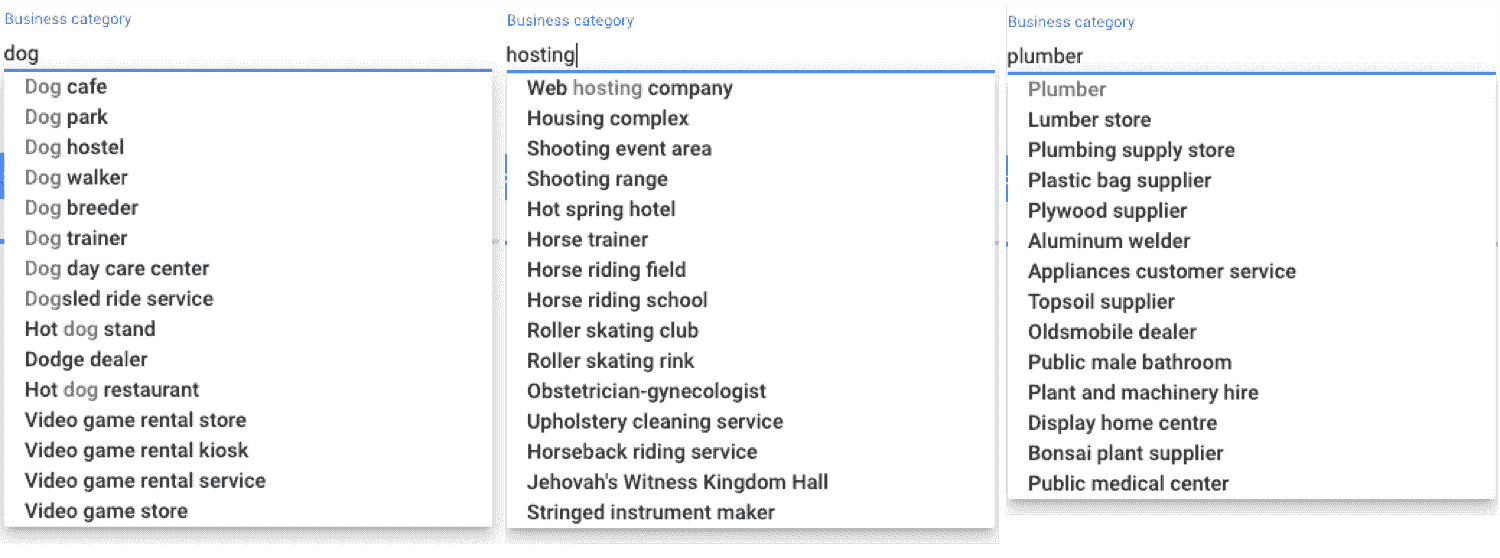 Business category
dog
Dog cafe
Dog park
Dog hostel
Dog walker
Dog breeder
Dog trainer
Dog day care center
Dogsled ride service
Hot dog stand
Dodge dealer
Hot dog restaurant
Video game rental store
Video game rental kiosk
Video game rental service
Video game store
Business category
hosting
Web hosting company
Housing complex
Shooting event area
Shooting range
Hot spring hotel
Horse trainer
Horse riding field
Horse riding school
Roller skating club
Roller skating rink
Obstetrician-gynecologist
Upholstery cleaning service
Horseback riding service
Jehovah's Witness Kingdom Hall
Stringed instrument maker
Business category
plumber
Plumber
Lumber store
Plumbing supply store
Plastic bag supplier
Plywood supplier
Aluminum welder
Appliances customer service
Topsoil supplier
Oldsmobile dealer
Public male bathroom
Plant and machinery hire
Display home centre
Bonsai plant supplier
Public medical center